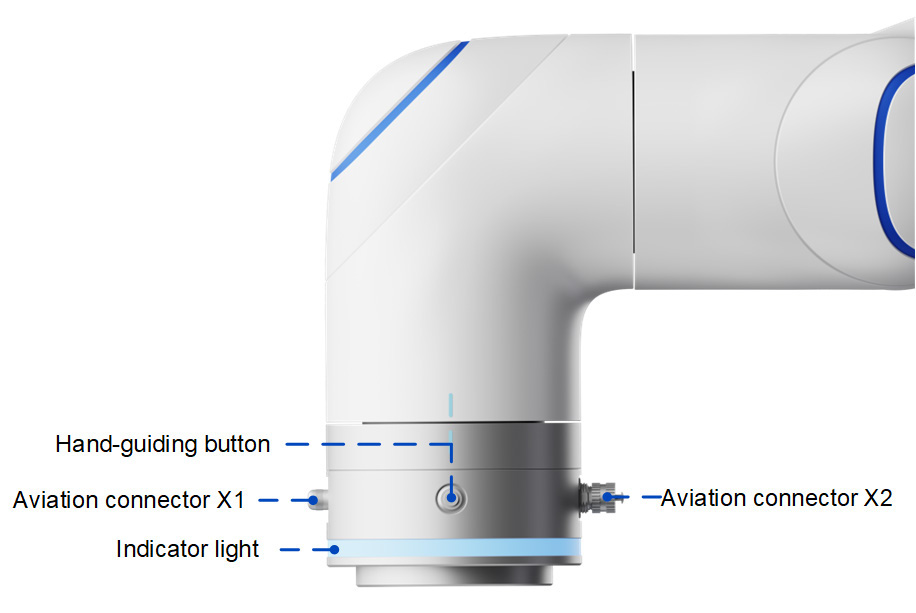 Hand-guiding button
Aviation connector X1
Aviation connector X2
Indicator light